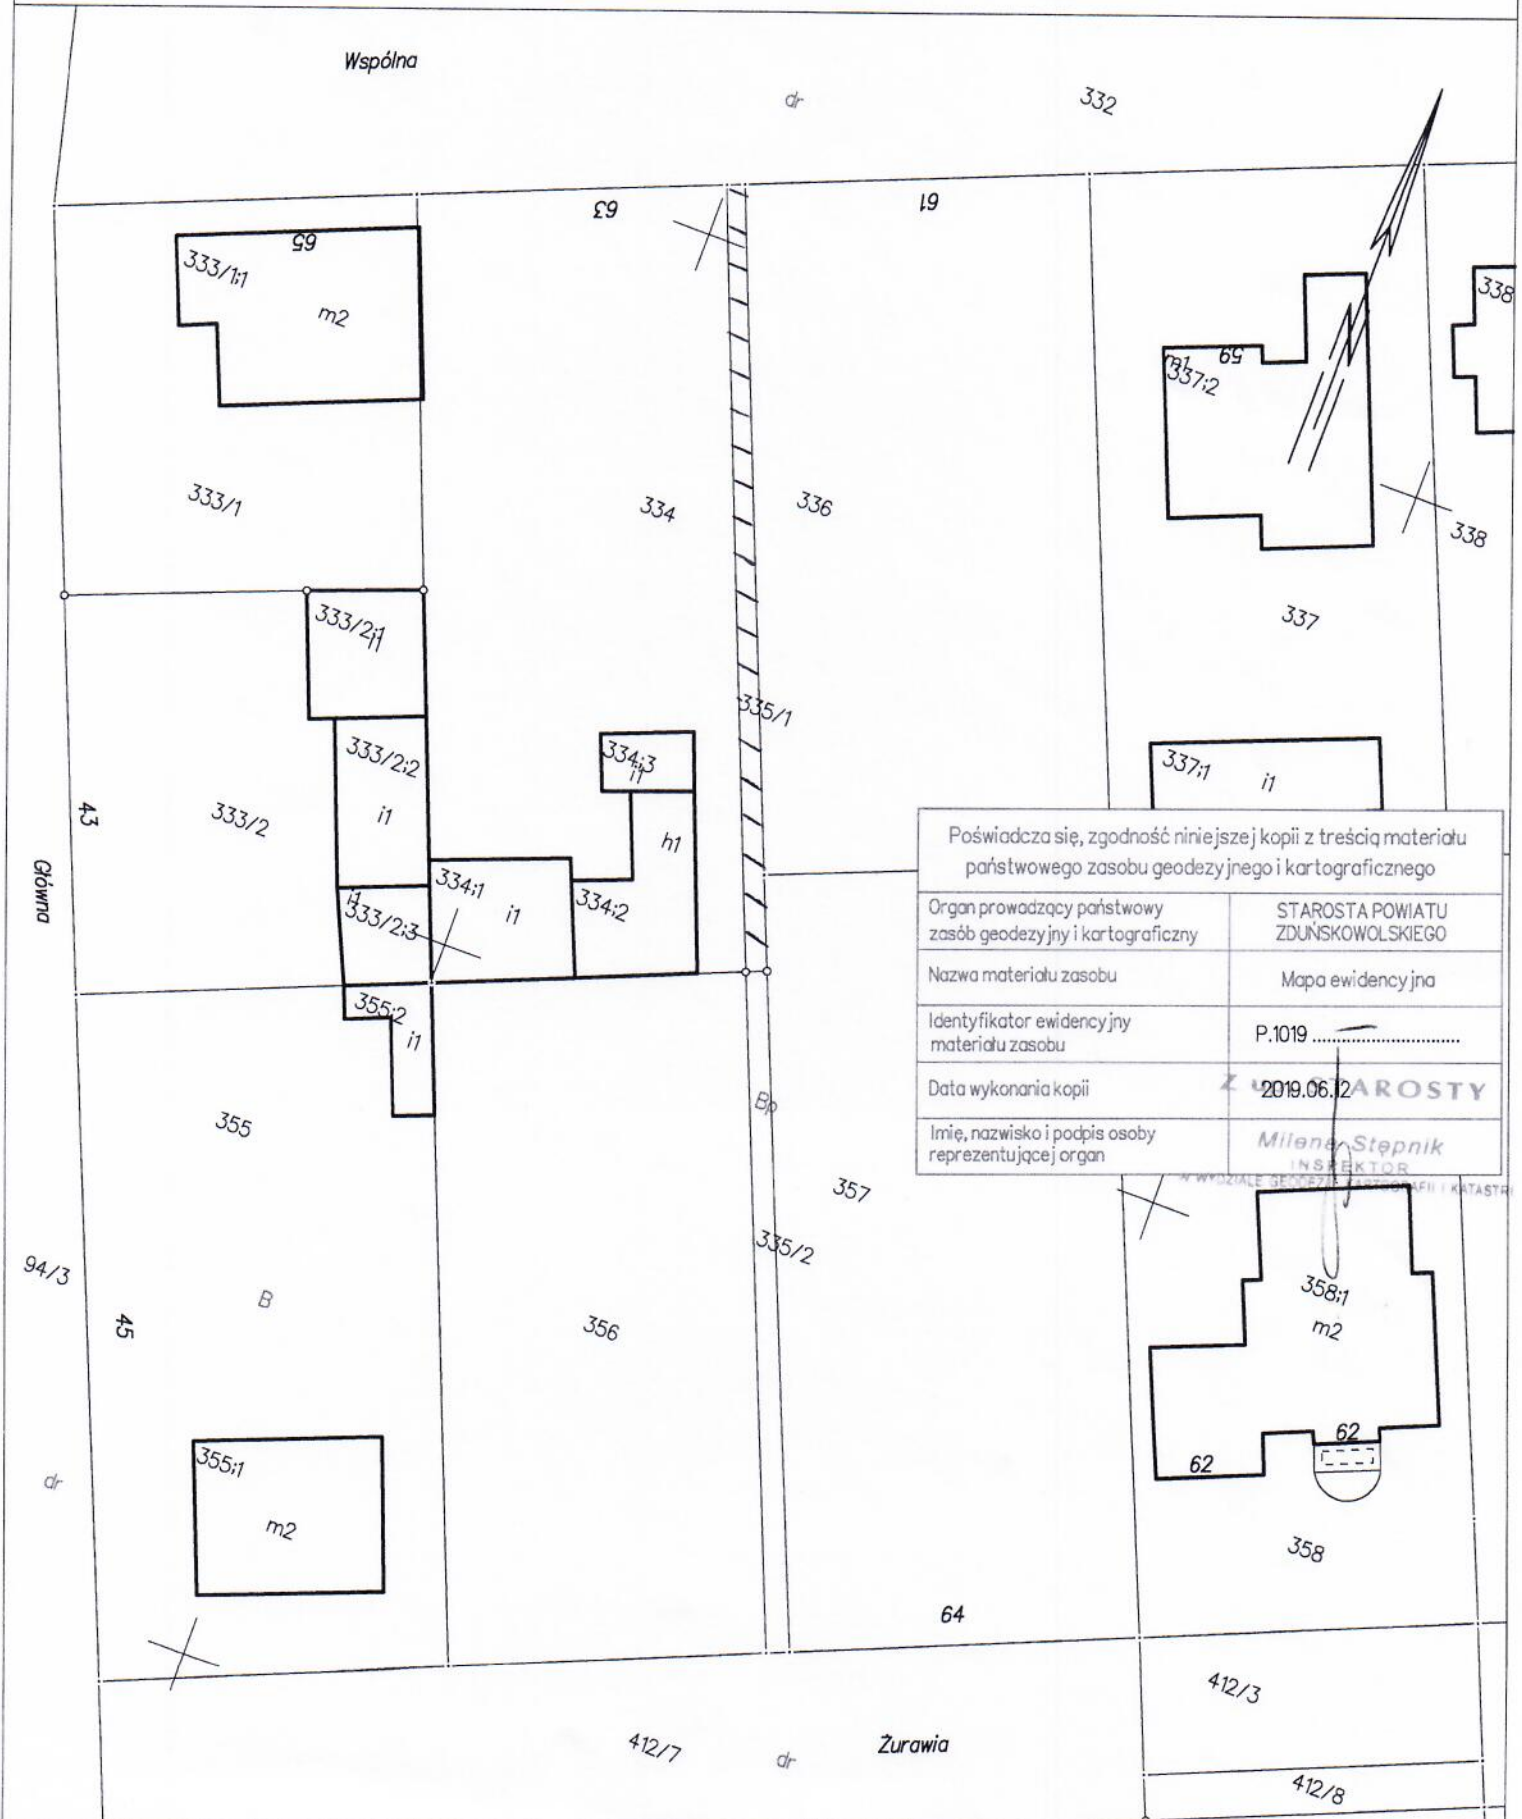 Wspólna
dr
332
63
61
65
333/1;1
m2
338
m1
59
337;2
333/1
334
336
338
337
333/2;1
i1
335/1
333/2;2
i1
334;3
i1
337;1
i1
43
333/2
h1
Główna
334;1
i1
334;2
i1
333/2;3
Poświadcza się, zgodność niniejszej kopii z treścią materiału
państwowego zasobu geodezyjnego i kartograficznego
Organ prowadzący państwowy
zasób geodezyjny i kartograficzny
STAROSTA POWIATU
ZDUŃSKOWOLSKIEGO
Nazwa materiału zasobu
Mapa ewidencyjna
Identyfikator ewidencyjny
materiału zasobu
P.1019 ..............................
Data wykonania kopii
2019.06.12
Z up. STAROSTY
Imię, nazwisko i podpis osoby
reprezentującej organ
Milena Stępnik
INSPEKTOR
W WYDZIALE GEODEZJI KARTOGRAFII I KATASTRU
355;2
i1
355
Bp
357
335/2
94/3
B
45
356
358;1
m2
62
62
355;1
m2
dr
358
64
412/3
412/7
dr
Żurawia
412/8